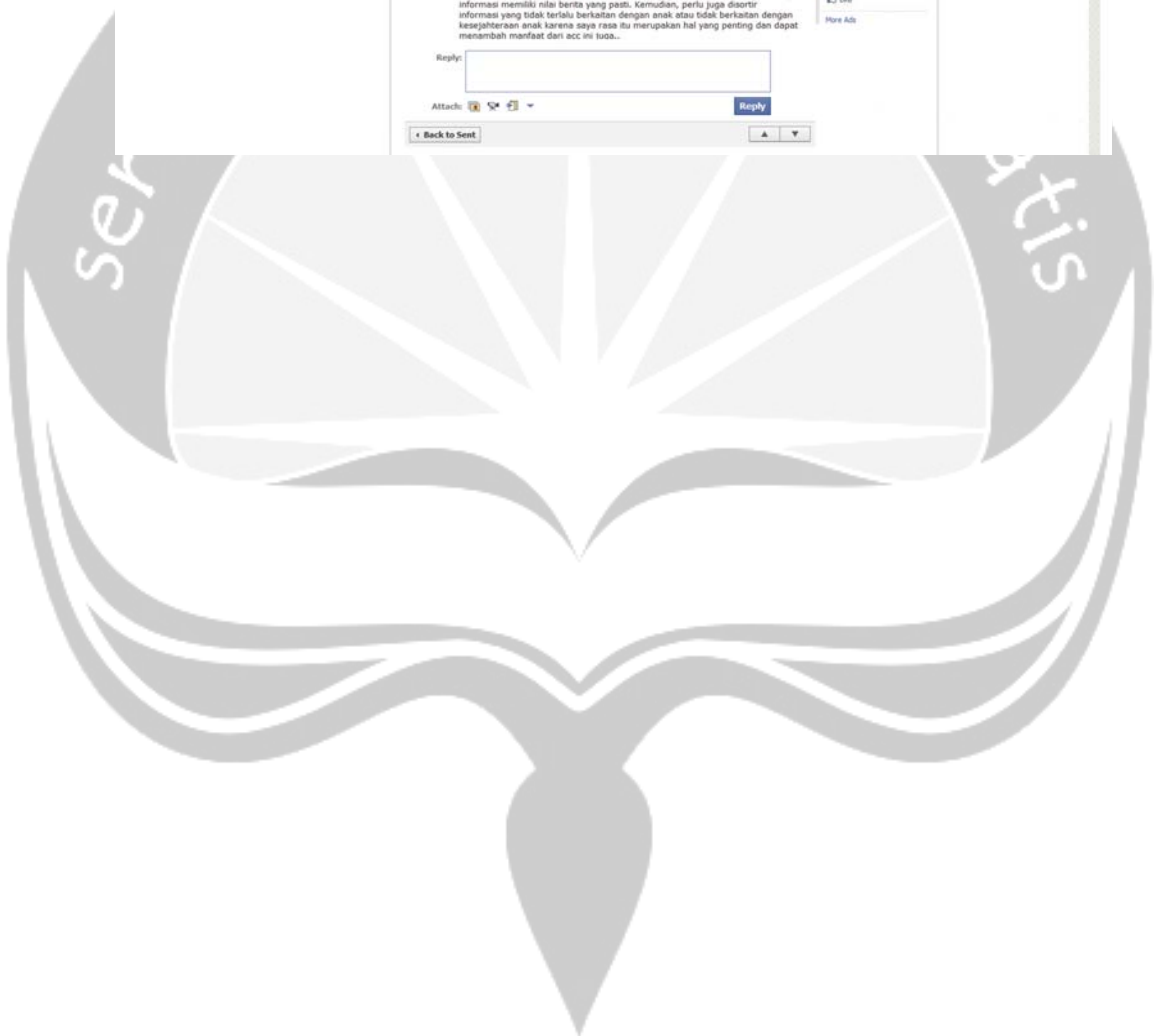 informasi memiliki nilai berita yang pasti. Kemudian, perlu juga disortir
informasi yang tidak terlalu berkaitan dengan anak atau tidak berkaitan dengan
kesejahteraan anak karena saya rasa itu merupakan hal yang penting dan dapat
menambah manfaat dari acc ini juga..
More Ads
Reply:
Attach:
Reply
Back to Sent
ser
atis